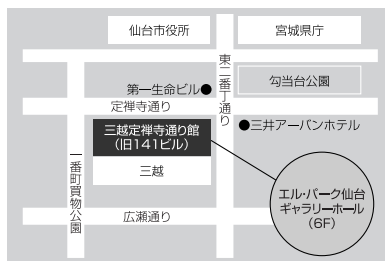 仙台市役所
宮城県庁
東二番丁通り
勾当台公園
第一生命ビル●
定禅寺通り
●三井アーバンホテル
三越定禅寺通り館
（旧141ビル）
三越
一番町買物公園
エル・パーク仙台
ギャラリーホール
（6F）
広瀬通り